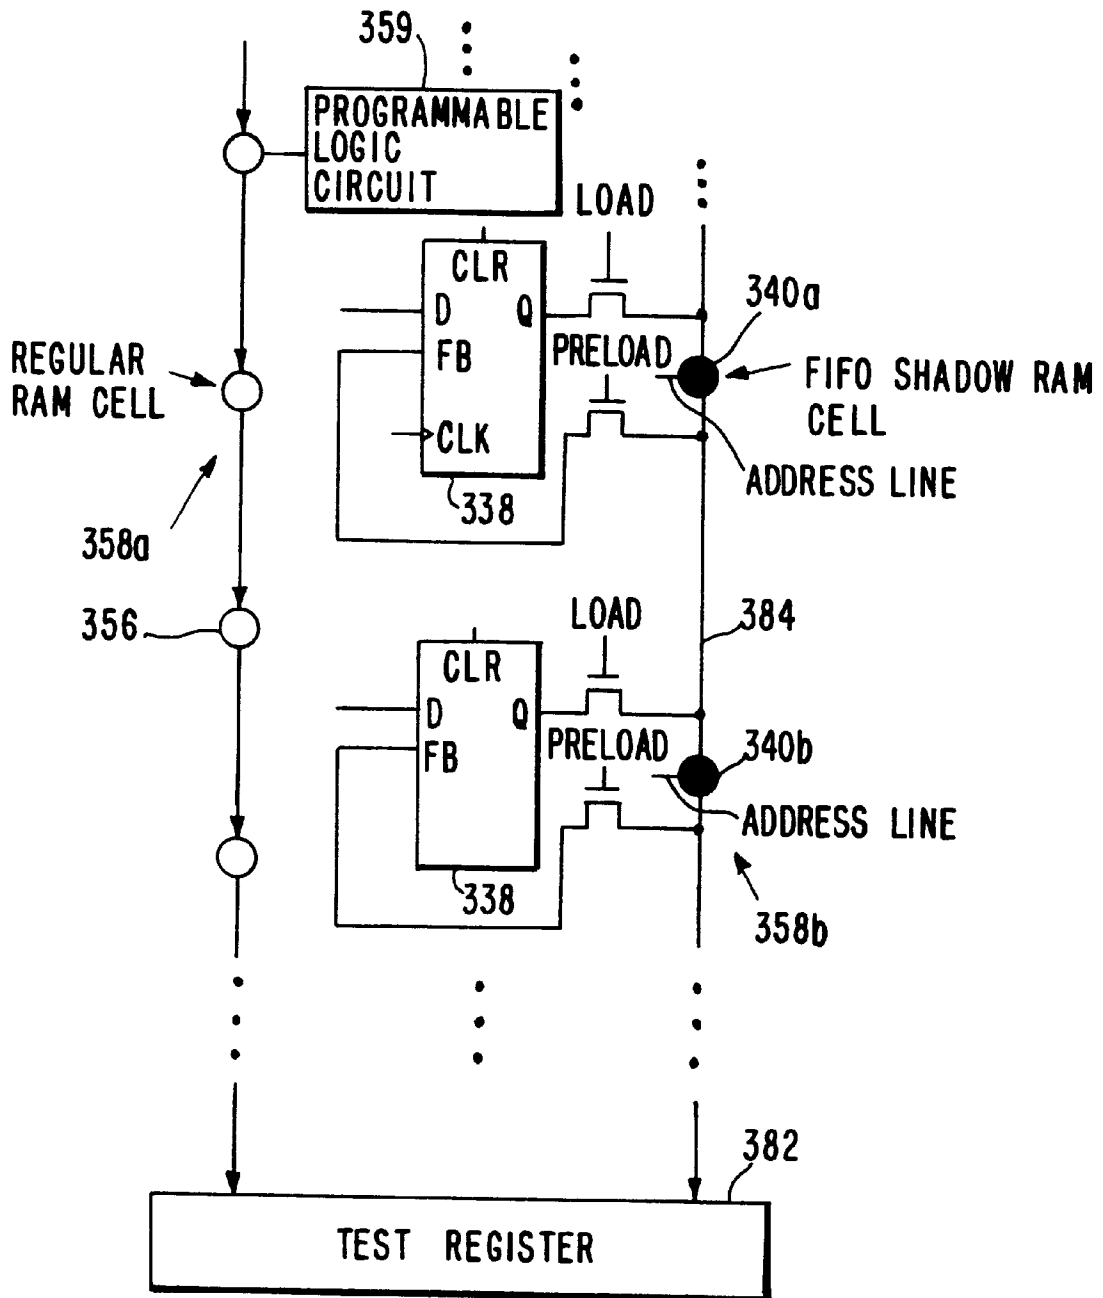 359
PROGRAMMABLE
LOGIC
CIRCUIT
LOAD
CLR
D
Q
FB
CLK
338
PRELOAD
340a
FIFO SHADOW RAM
CELL
ADDRESS LINE
REGULAR
RAM CELL
358a
356
LOAD
384
CLR
D
Q
FB
338
PRELOAD
340b
ADDRESS LINE
358b
382
TEST REGISTER